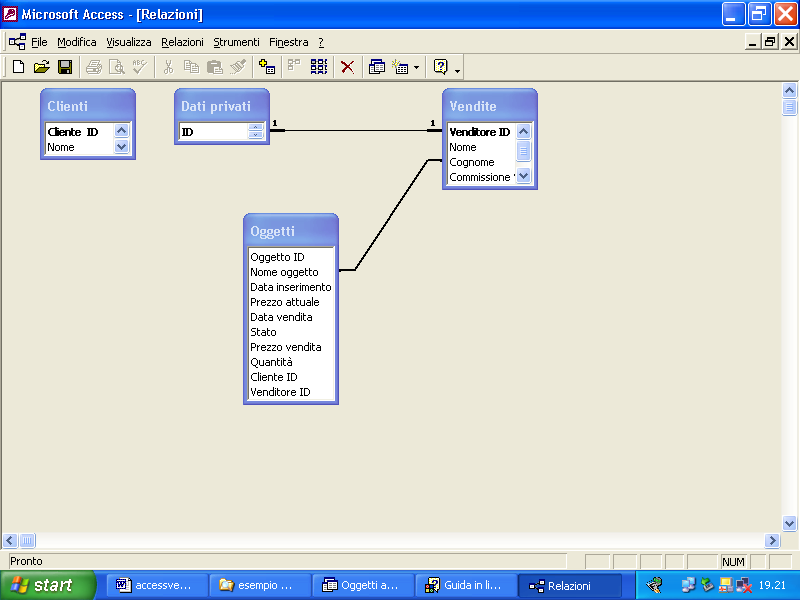 Microsoft Access - [Relazioni]
File Modifica Visualizza Relazioni Strumenti Finestra ?
Clienti
Cliente ID
Nome
Dati privati
ID
1
1
Vendite
Venditore ID
Nome
Cognome
Commissione
Oggetti
Oggetto ID
Nome oggetto
Data inserimento
Prezzo attuale
Data vendita
Stato
Prezzo vendita
Quantità
Cliente ID
Venditore ID
Pronto
NUM
start
accessve...
esempio ...
Oggetti a...
Guida in li...
Relazioni
19.21